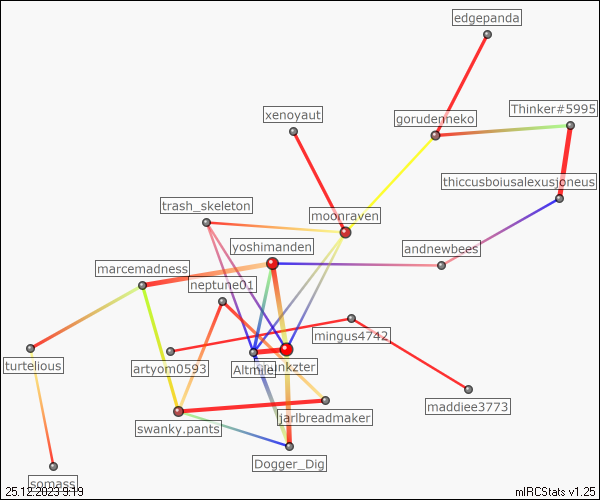 edgepanda
Thinker#5995
xenoyaut
gorudenneko
thiccusboiusalexusjoneus
trash_skeleton
moonraven
yoshimanden
andnewbees
marcemadness
neptune01
mingus4742
turtelious
artyom0593
Altmile
maddiee3773
jarlbreadmaker
swanky.pants
Dogger_Dig
somass
25.12.2023 9:19
mIRCStats v1.25